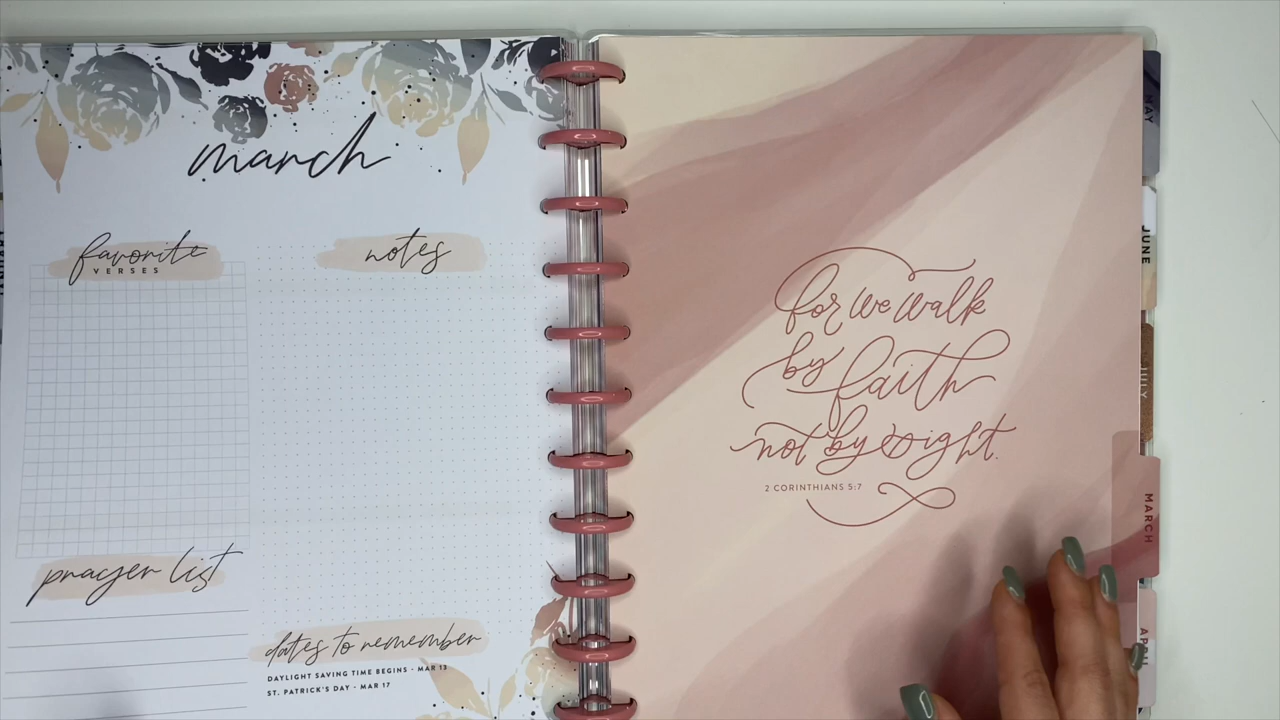 march
favorite
VERSES
notes
prayer list
dates to remember
DAYLIGHT SAVING TIME BEGINS - MAR 13
ST. PATRICK'S DAY - MAR 17
for we walk
by faith
not by sight.
2 CORINTHIANS 5:7
MAY
JUNE
JULY
MARCH
APRIL